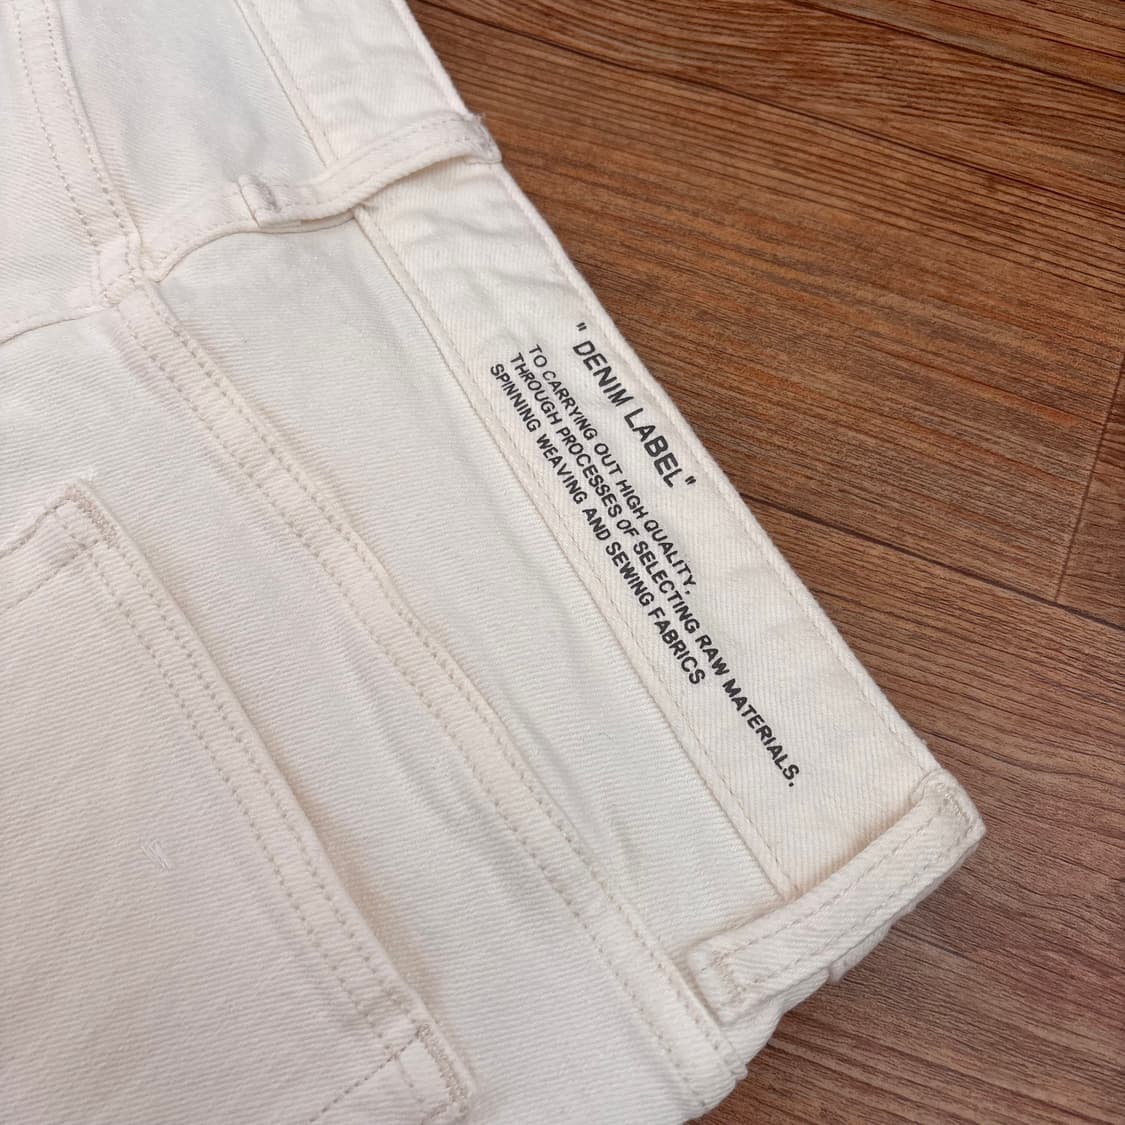 " DENIM LABEL"
TO CARRYING OUT HIGH QUALITY.
THROUGH PROCESSES OF SELECTING RAW MATERIALS.
SPINNING WEAVING AND SEWING FABRICS